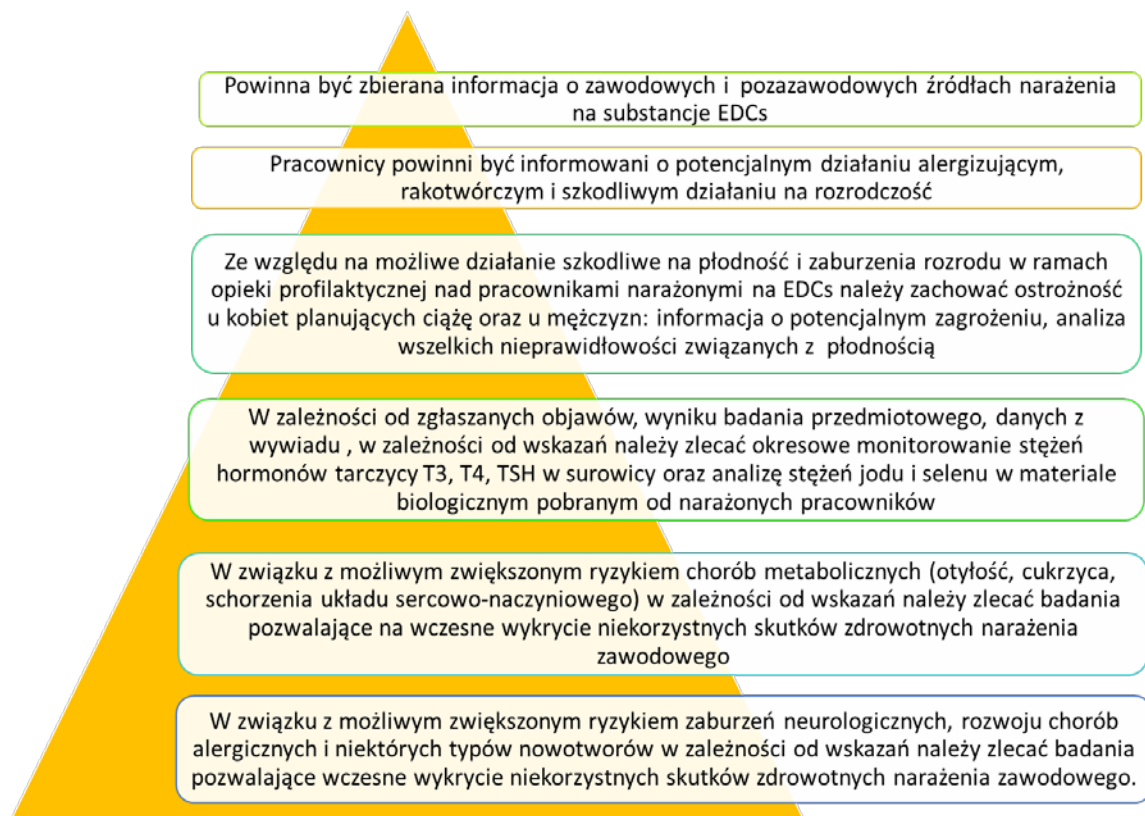 Powinna być zbierana informacja o zawodowych i pozazawodowych źródłach narażenia
na substancje EDCs
Pracownicy powinni być informowani o potencjalnym działaniu alergizującym,
rakotwórczym i szkodliwym działaniu na rozrodczość
Ze względu na możliwe działanie szkodliwe na płodność i zaburzenia rozrodu w ramach
opieki profilaktycznej nad pracownikami narażonymi na EDCs należy zachować ostrożność
u kobiet planujących ciążę oraz u mężczyzn: informacja o potencjalnym zagrożeniu, analiza
wszelkich nieprawidłowości związanych z płodnością
W zależności od zgłaszanych objawów, wyniku badania przedmiotowego, danych z
wywiadu , w zależności od wskazań należy zlecać okresowe monitorowanie stężeń
hormonów tarczycy T3, T4, TSH w surowicy oraz analizę stężeń jodu i selenu w materiale
biologicznym pobranym od narażonych pracowników
W związku z możliwym zwiększonym ryzykiem chorób metabolicznych (otyłość, cukrzyca,
schorzenia układu sercowo-naczyniowego) w zależności od wskazań należy zlecać badania
pozwalające na wczesne wykrycie niekorzystnych skutków zdrowotnych narażenia
zawodowego
W związku z możliwym zwiększonym ryzykiem zaburzeń neurologicznych, rozwoju chorób
alergicznych i niektórych typów nowotworów w zależności od wskazań należy zlecać badania
pozwalające wczesne wykrycie niekorzystnych skutków zdrowotnych narażenia zawodowego.